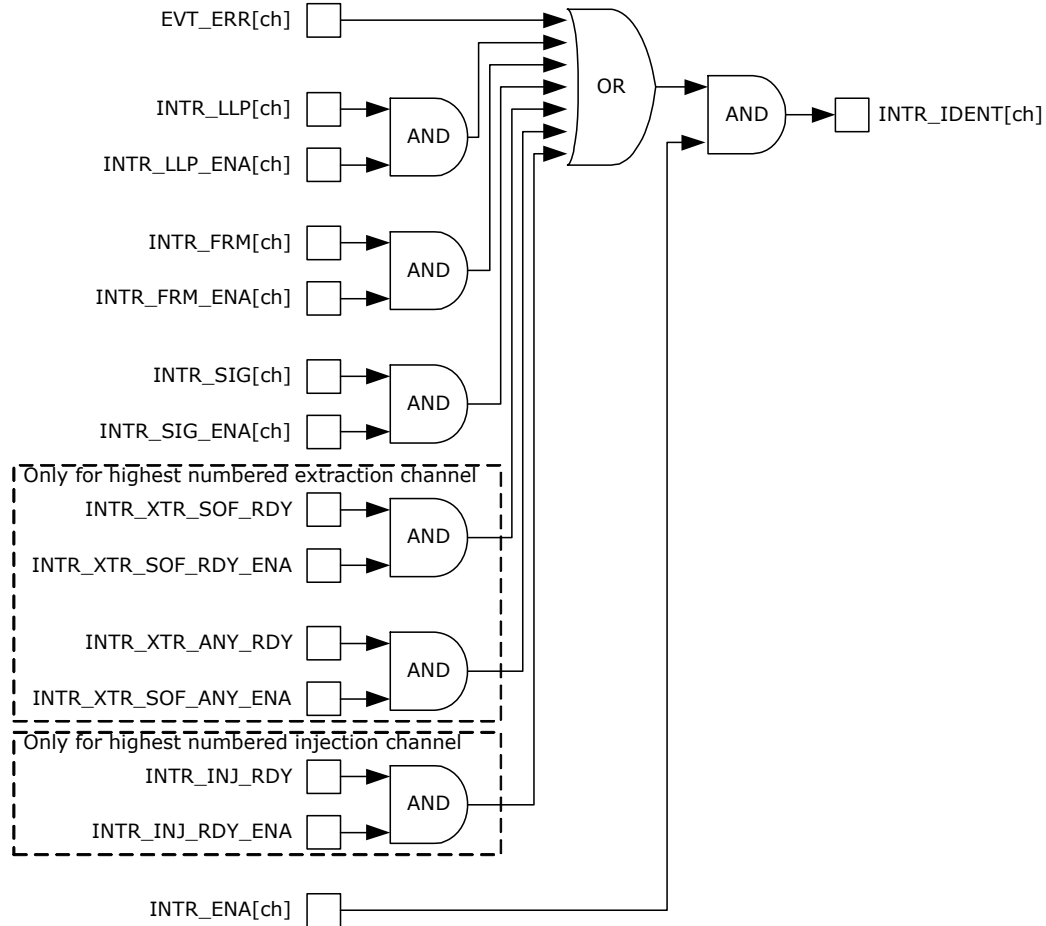 EVT_ERR[ch]
OR
INTR_LLP[ch]
AND
AND
INTR_IDENT[ch]
INTR_LLP_ENA[ch]
INTR_FRM[ch]
AND
INTR_FRM_ENA[ch]
INTR_SIG[ch]
AND
INTR_SIG_ENA[ch]
Only for highest numbered extraction channel
INTR_XTR_SOF_RDY
AND
INTR_XTR_SOF_RDY_ENA
INTR_XTR_ANY_RDY
AND
INTR_XTR_SOF_ANY_ENA
Only for highest numbered injection channel
INTR_INJ_RDY
AND
INTR_INJ_RDY_ENA
INTR_ENA[ch]